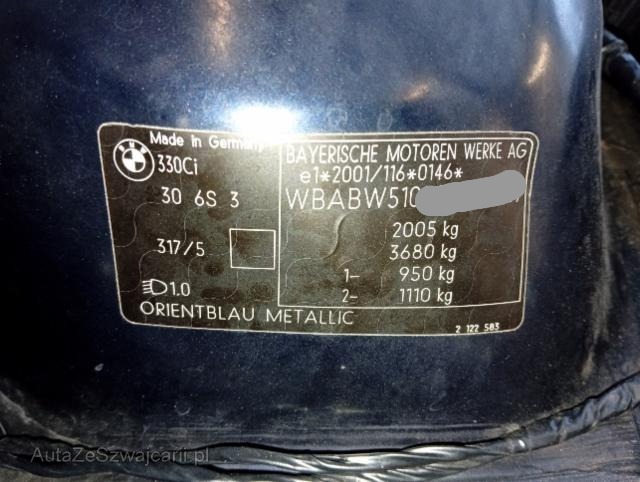 BMW
Made in Germany
330Ci
30 6S 3
317/5
1.0
ORIENTBLAU METALLIC
BAYERISCHE MOTOREN WERKE AG
e1*2001/116*0146*
WBABW510
2005 kg
3680 kg
1– 950 kg
2– 1110 kg
2 122 583
AutaZeSzwajcarii.pl